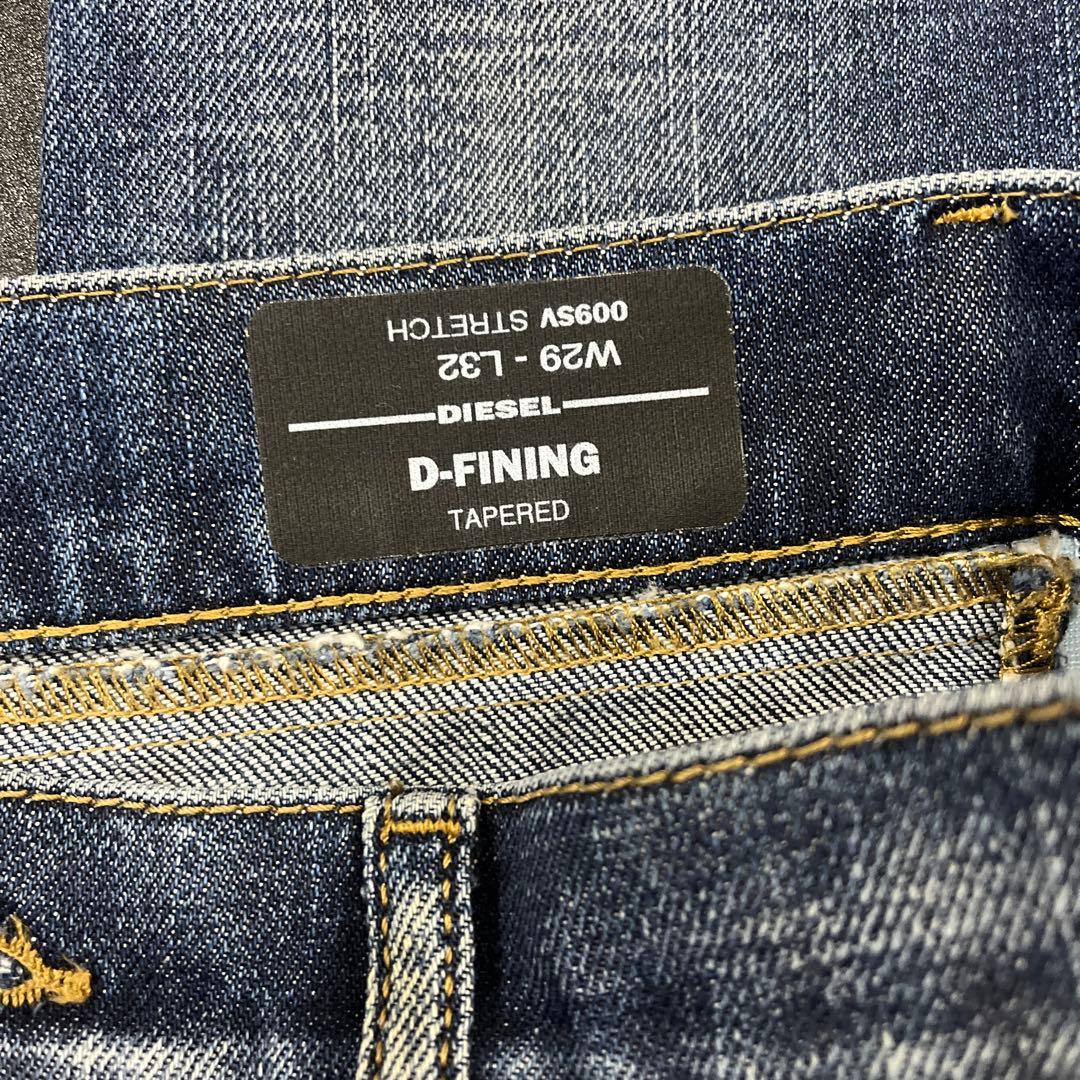 009SV STRETCH
W29 - L32
DIESEL
D-FINING
TAPERED